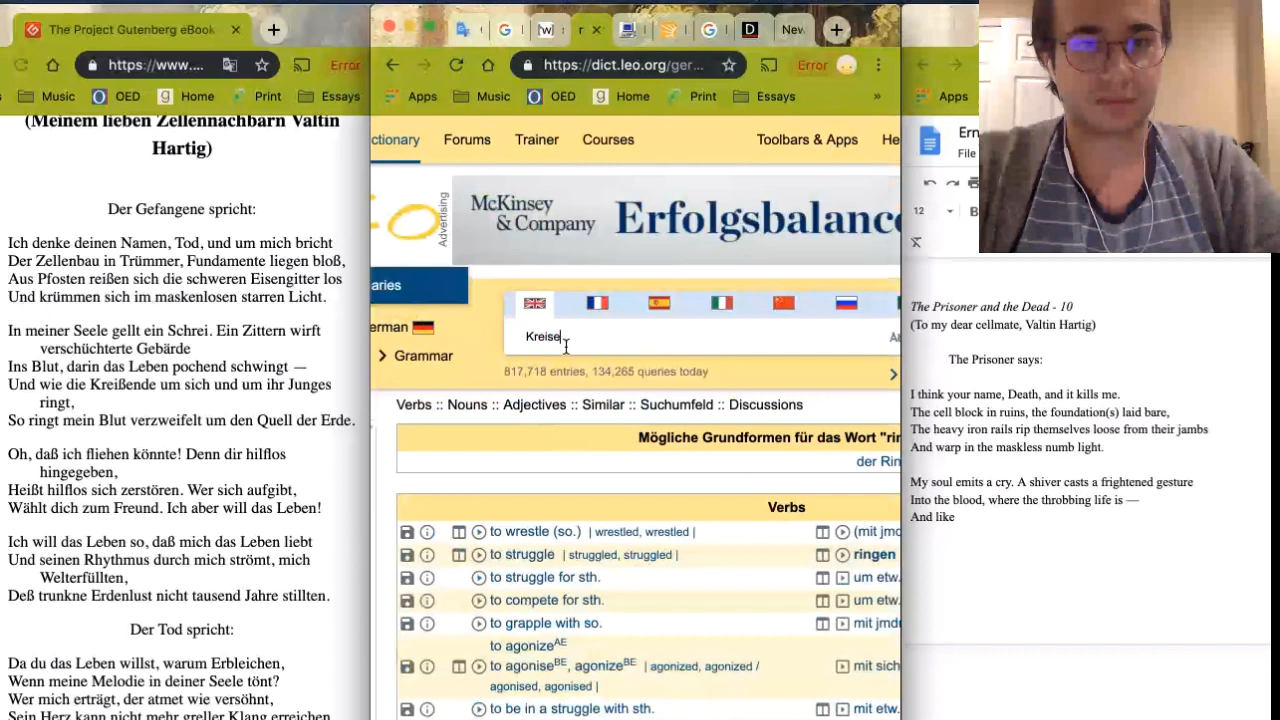 The Project Gutenberg eBook
New
https://www....
Error
https://dict.leo.org/ger...
Error
Music
OED
Home
Print
Essays
Apps
Music
OED
Home
Print
Essays
»
Apps
(Meinem lieben Zellennachbarn Valtin
Hartig)
Der Gefangene spricht:
Ich denke deinen Namen, Tod, und um mich bricht
Der Zellenbau in Trümmer, Fundamente liegen bloß,
Aus Pfosten reißen sich die schweren Eisengitter los
Und krümmen sich im maskenlosen starren Licht.
In meiner Seele gellt ein Schrei. Ein Zittern wirft
verschüchterte Gebärde
Ins Blut, darin das Leben pochend schwingt —
Und wie die Kreißende um sich und um ihr Junges
ringt,
So ringt mein Blut verzweifelt um den Quell der Erde.
Oh, daß ich fliehen könnte! Denn dir hilflos
hingegeben,
Heißt hilflos sich zerstören. Wer sich aufgibt,
Wählt dich zum Freund. Ich aber will das Leben!
Ich will das Leben so, daß mich das Leben liebt
Und seinen Rhythmus durch mich strömt, mich
Welterfüllten,
Deß trunkne Erdenlust nicht tausend Jahre stillten.
Der Tod spricht:
Da du das Leben willst, warum Erbleichen,
Wenn meine Melodie in deiner Seele tönt?
Wer mich erträgt, der atmet wie versöhnt,
Sein Herz kann nicht mehr greller Klang erreichen
ctionary
Forums
Trainer
Courses
Toolbars & Apps
He
Advertising
McKinsey
& Company
Erfolgsbalance
aries
erman
Grammar
Kreise
817,718 entries, 134,265 queries today
Verbs :: Nouns :: Adjectives :: Similar :: Suchumfeld :: Discussions
Mögliche Grundformen für das Wort "rin
der Rin
Verbs
to wrestle (so.) | wrestled, wrestled |
(mit jmd
to struggle | struggled, struggled |
ringen
to struggle for sth.
um etw.
to compete for sth.
um etw.
to grapple with so.
mit jmdm
to agonizeAE
to agoniseBE, agonizeBE | agonized, agonized /
agonised, agonised |
mit sich
to be in a struggle with sth.
mit etw.
Ern
File
12
B
The Prisoner and the Dead - 10
(To my dear cellmate, Valtin Hartig)
The Prisoner says:
I think your name, Death, and it kills me.
The cell block in ruins, the foundation(s) laid bare,
The heavy iron rails rip themselves loose from their jambs
And warp in the maskless numb light.
My soul emits a cry. A shiver casts a frightened gesture
Into the blood, where the throbbing life is —
And like